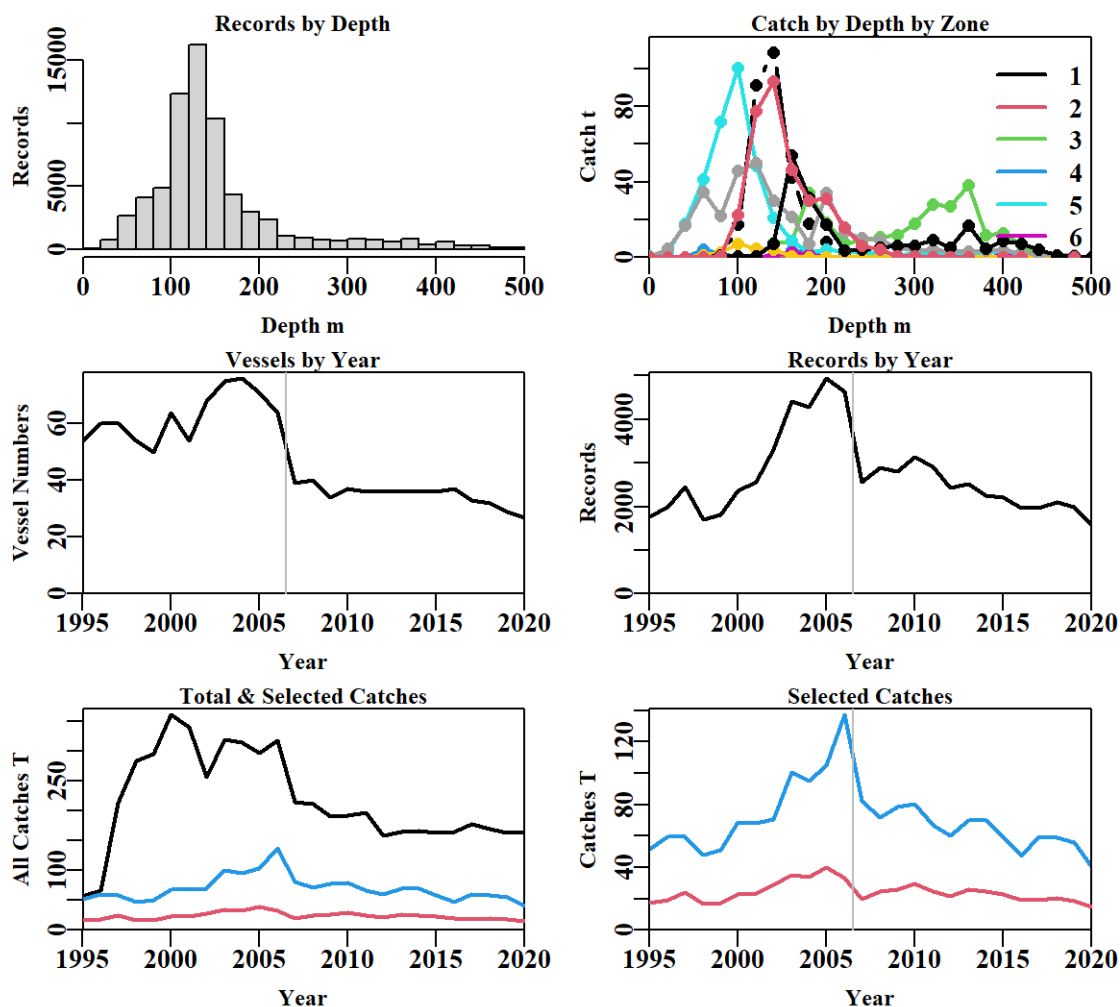 Records by Depth
Records
0 5000 15000
0 100 200 300 400 500
Depth m
Catch by Depth by Zone
Catch t
0 40 80
1
2
3
4
5
6
0 100 200 300 400 500
Depth m
Vessels by Year
Vessel Numbers
0 20 40 60
1995 2000 2005 2010 2015 2020
Year
Records by Year
Records
0 2000 4000
1995 2000 2005 2010 2015 2020
Year
Total & Selected Catches
All Catches T
0 100 250
1995 2000 2005 2010 2015 2020
Year
Selected Catches
Catches T
0 40 80 120
1995 2000 2005 2010 2015 2020
Year